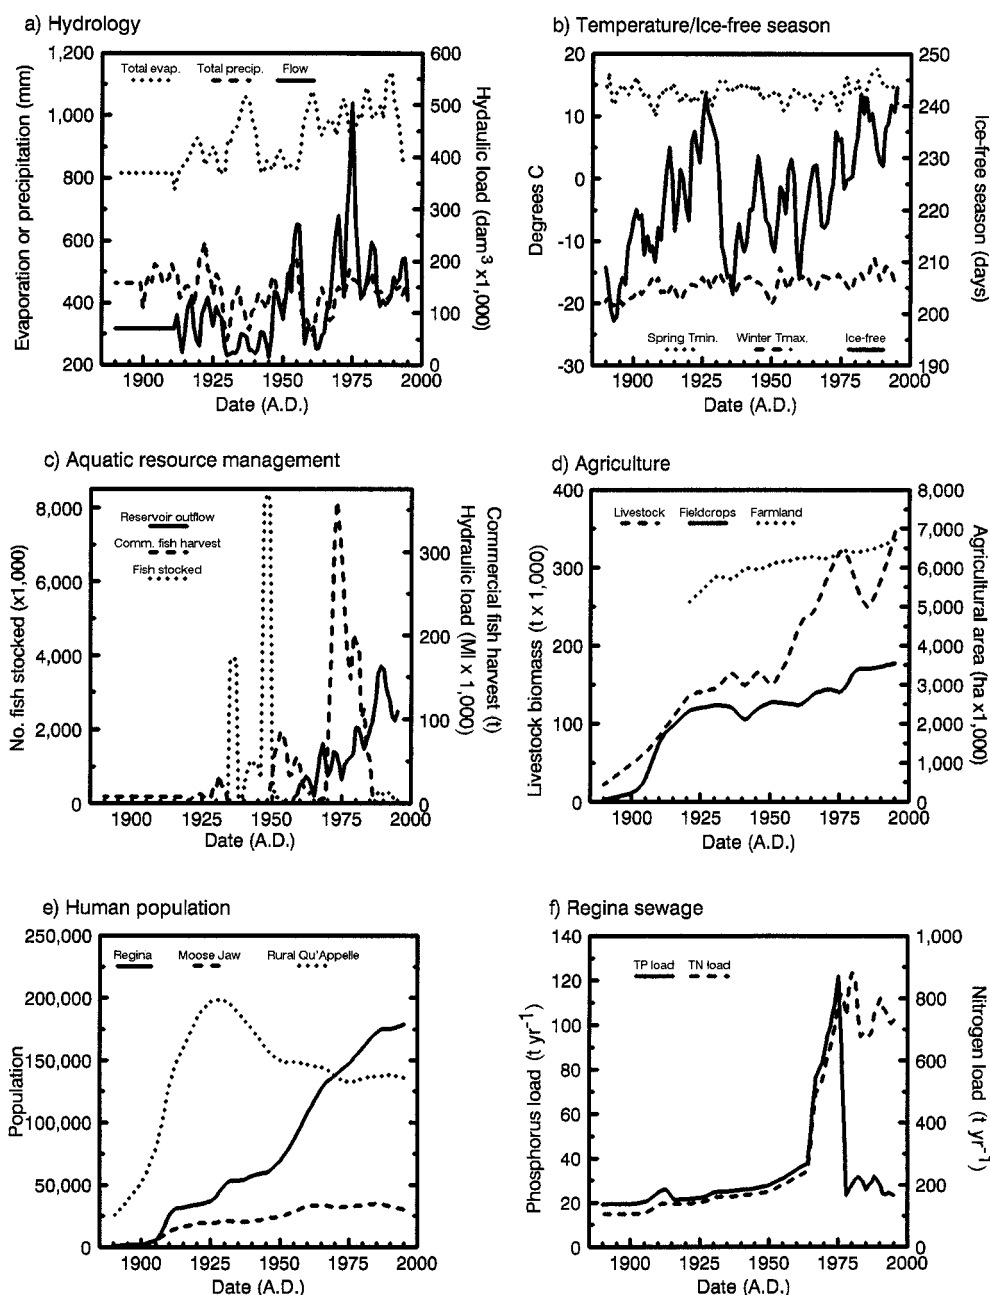 a) Hydrology
1,200
1,000
800
600
400
200
600
500
400
300
200
100
0
Total evap. Total precip. Flow
Evaporation or precipitation (mm)
Hydaulic load (dam³ x1,000)
1900 1925 1950 1975 2000
Date (A.D.)
b) Temperature/Ice-free season
20
10
0
-10
-20
-30
250
240
230
220
210
200
190
Degrees C
Ice-free season (days)
Spring Tmin. Winter Tmax. Ice-free
1900 1925 1950 1975 2000
Date (A.D.)
c) Aquatic resource management
8,000
6,000
4,000
2,000
0
300
200
100
0
Reservoir outflow
Comm. fish harvest
Fish stocked
No. fish stocked (x1,000)
Commercial fish harvest (t)
Hydraulic load (Ml x 1,000)
1900 1925 1950 1975 2000
Date (A.D.)
d) Agriculture
400
300
200
100
0
8,000
7,000
6,000
5,000
4,000
3,000
2,000
1,000
0
Livestock Fieldcrops Farmland
Livestock biomass (t x 1,000)
Agricultural area (ha x1,000)
1900 1925 1950 1975 2000
Date (A.D.)
e) Human population
250,000
200,000
150,000
100,000
50,000
0
Regina Moose Jaw Rural Qu'Appelle
Population
1900 1925 1950 1975 2000
Date (A.D.)
f) Regina sewage
140
120
100
80
60
40
20
0
1,000
800
600
400
200
0
TP load TN load
Phosphorus load (t yr⁻¹)
Nitrogen load (t yr⁻¹)
1900 1925 1950 1975 2000
Date (A.D.)